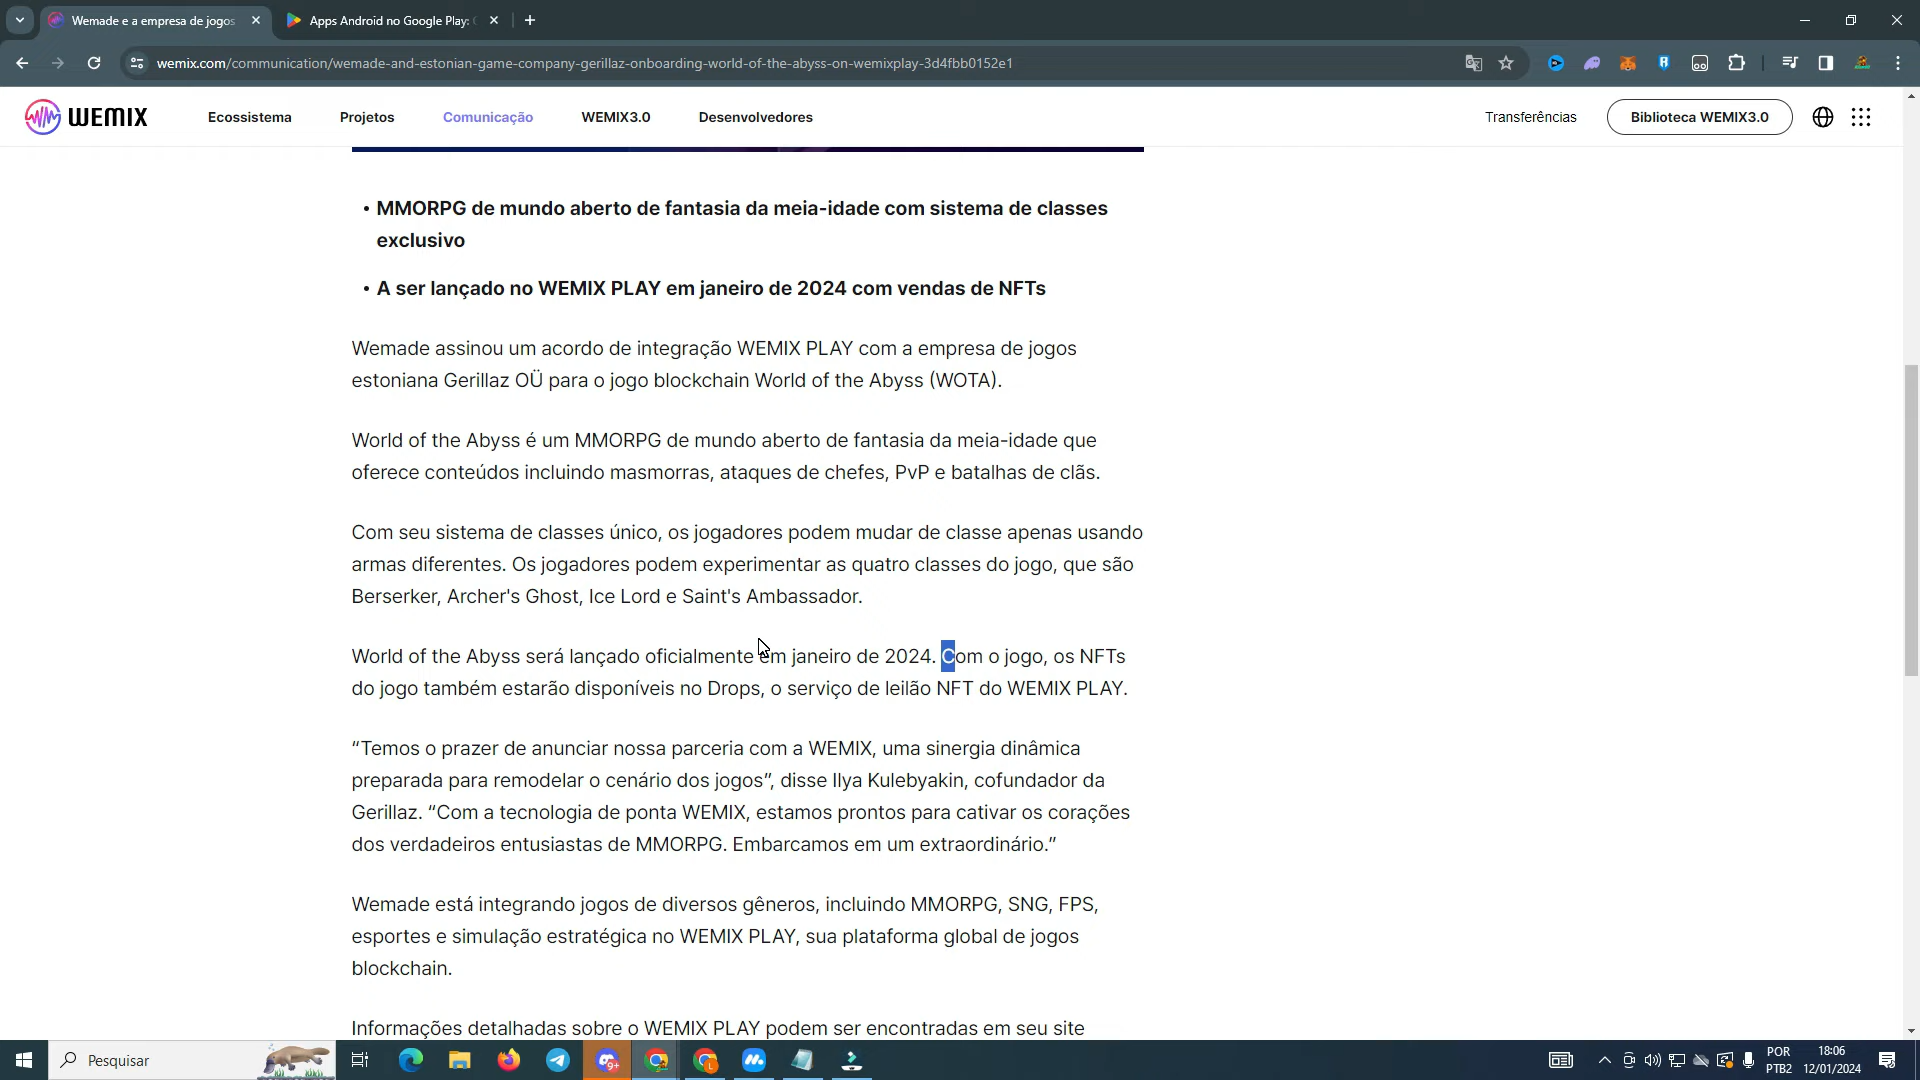 Wemade e a empresa de jogos
Apps Android no Google Play:
wemix.com/communication/wemade-and-estonian-game-company-gerillaz-onboarding-world-of-the-abyss-on-wemixplay-3d4fbb0152e1
WEMIX
Ecossistema
Projetos
Comunicação
WEMIX3.0
Desenvolvedores
Transferências
Biblioteca WEMIX3.0
• MMORPG de mundo aberto de fantasia da meia-idade com sistema de classes
exclusivo
• A ser lançado no WEMIX PLAY em janeiro de 2024 com vendas de NFTs
Wemade assinou um acordo de integração WEMIX PLAY com a empresa de jogos
estoniana Gerillaz OÜ para o jogo blockchain World of the Abyss (WOTA).
World of the Abyss é um MMORPG de mundo aberto de fantasia da meia-idade que
oferece conteúdos incluindo masmorras, ataques de chefes, PvP e batalhas de clãs.
Com seu sistema de classes único, os jogadores podem mudar de classe apenas usando
armas diferentes. Os jogadores podem experimentar as quatro classes do jogo, que são
Berserker, Archer's Ghost, Ice Lord e Saint's Ambassador.
World of the Abyss será lançado oficialmente em janeiro de 2024. Com o jogo, os NFTs
do jogo também estarão disponíveis no Drops, o serviço de leilão NFT do WEMIX PLAY.
“Temos o prazer de anunciar nossa parceria com a WEMIX, uma sinergia dinâmica
preparada para remodelar o cenário dos jogos”, disse Ilya Kulebyakin, cofundador da
Gerillaz. “Com a tecnologia de ponta WEMIX, estamos prontos para cativar os corações
dos verdadeiros entusiastas de MMORPG. Embarcamos em um extraordinário.”
Wemade está integrando jogos de diversos gêneros, incluindo MMORPG, SNG, FPS,
esportes e simulação estratégica no WEMIX PLAY, sua plataforma global de jogos
blockchain.
Informações detalhadas sobre o WEMIX PLAY podem ser encontradas em seu site
Pesquisar
9+
POR
PTB2
18:06
12/01/2024